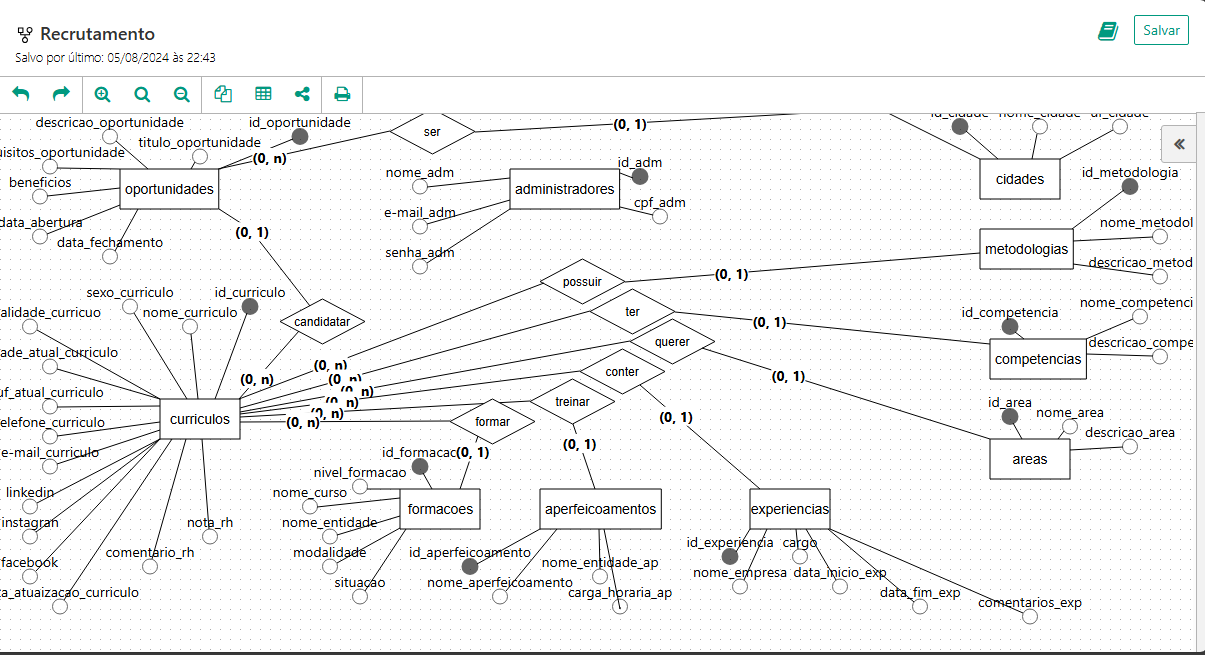 Recrutamento
Salvo por último: 05/08/2024 às 22:43
Salvar
descricao_oportunidade
id_oportunidade
ser
(0, 1)
id_cidade
nome_cidade
uf_cidade
uisitos_oportunidade
titulo_oportunidade
(0, n)
beneficios
oportunidades
nome_adm
administradores
id_adm
cidades
id_metodologia
data_abertura
data_fechamento
(0, 1)
e-mail_adm
cpf_adm
nome_metodol
senha_adm
metodologias
descricao_metod
possuir
(0, 1)
sexo_curriculo
id_curriculo
alidade_curricuo
nome_curriculo
candidatar
ter
(0, 1)
id_competencia
nome_competenci
ade_atual_curriculo
querer
competencias
descricao_compe
(0, n)
(0, n)
(0, n)
(0, n)
(0, n)
(0, n)
(0, n)
conter
(0, 1)
uf_atual_curriculo
treinar
id_area
nome_area
elefone_curriculo
curriculos
formar
(0, 1)
descricao_area
e-mail_curriculo
id_formacac
(0, 1)
(0, 1)
areas
nivel_formacao
linkedin
nome_curso
formacoes
aperfeicoamentos
experiencias
instagran
nota_rh
nome_entidade
facebook
comentario_rh
modalidade
id_aperfeicoamento
id_experiencia
cargo
nome_entidade_ap
situacao
nome_aperfeicoamento
nome_empresa
data_inicio_exp
a_atuaizacao_curriculo
carga_horaria_ap
data_fim_exp
comentarios_exp